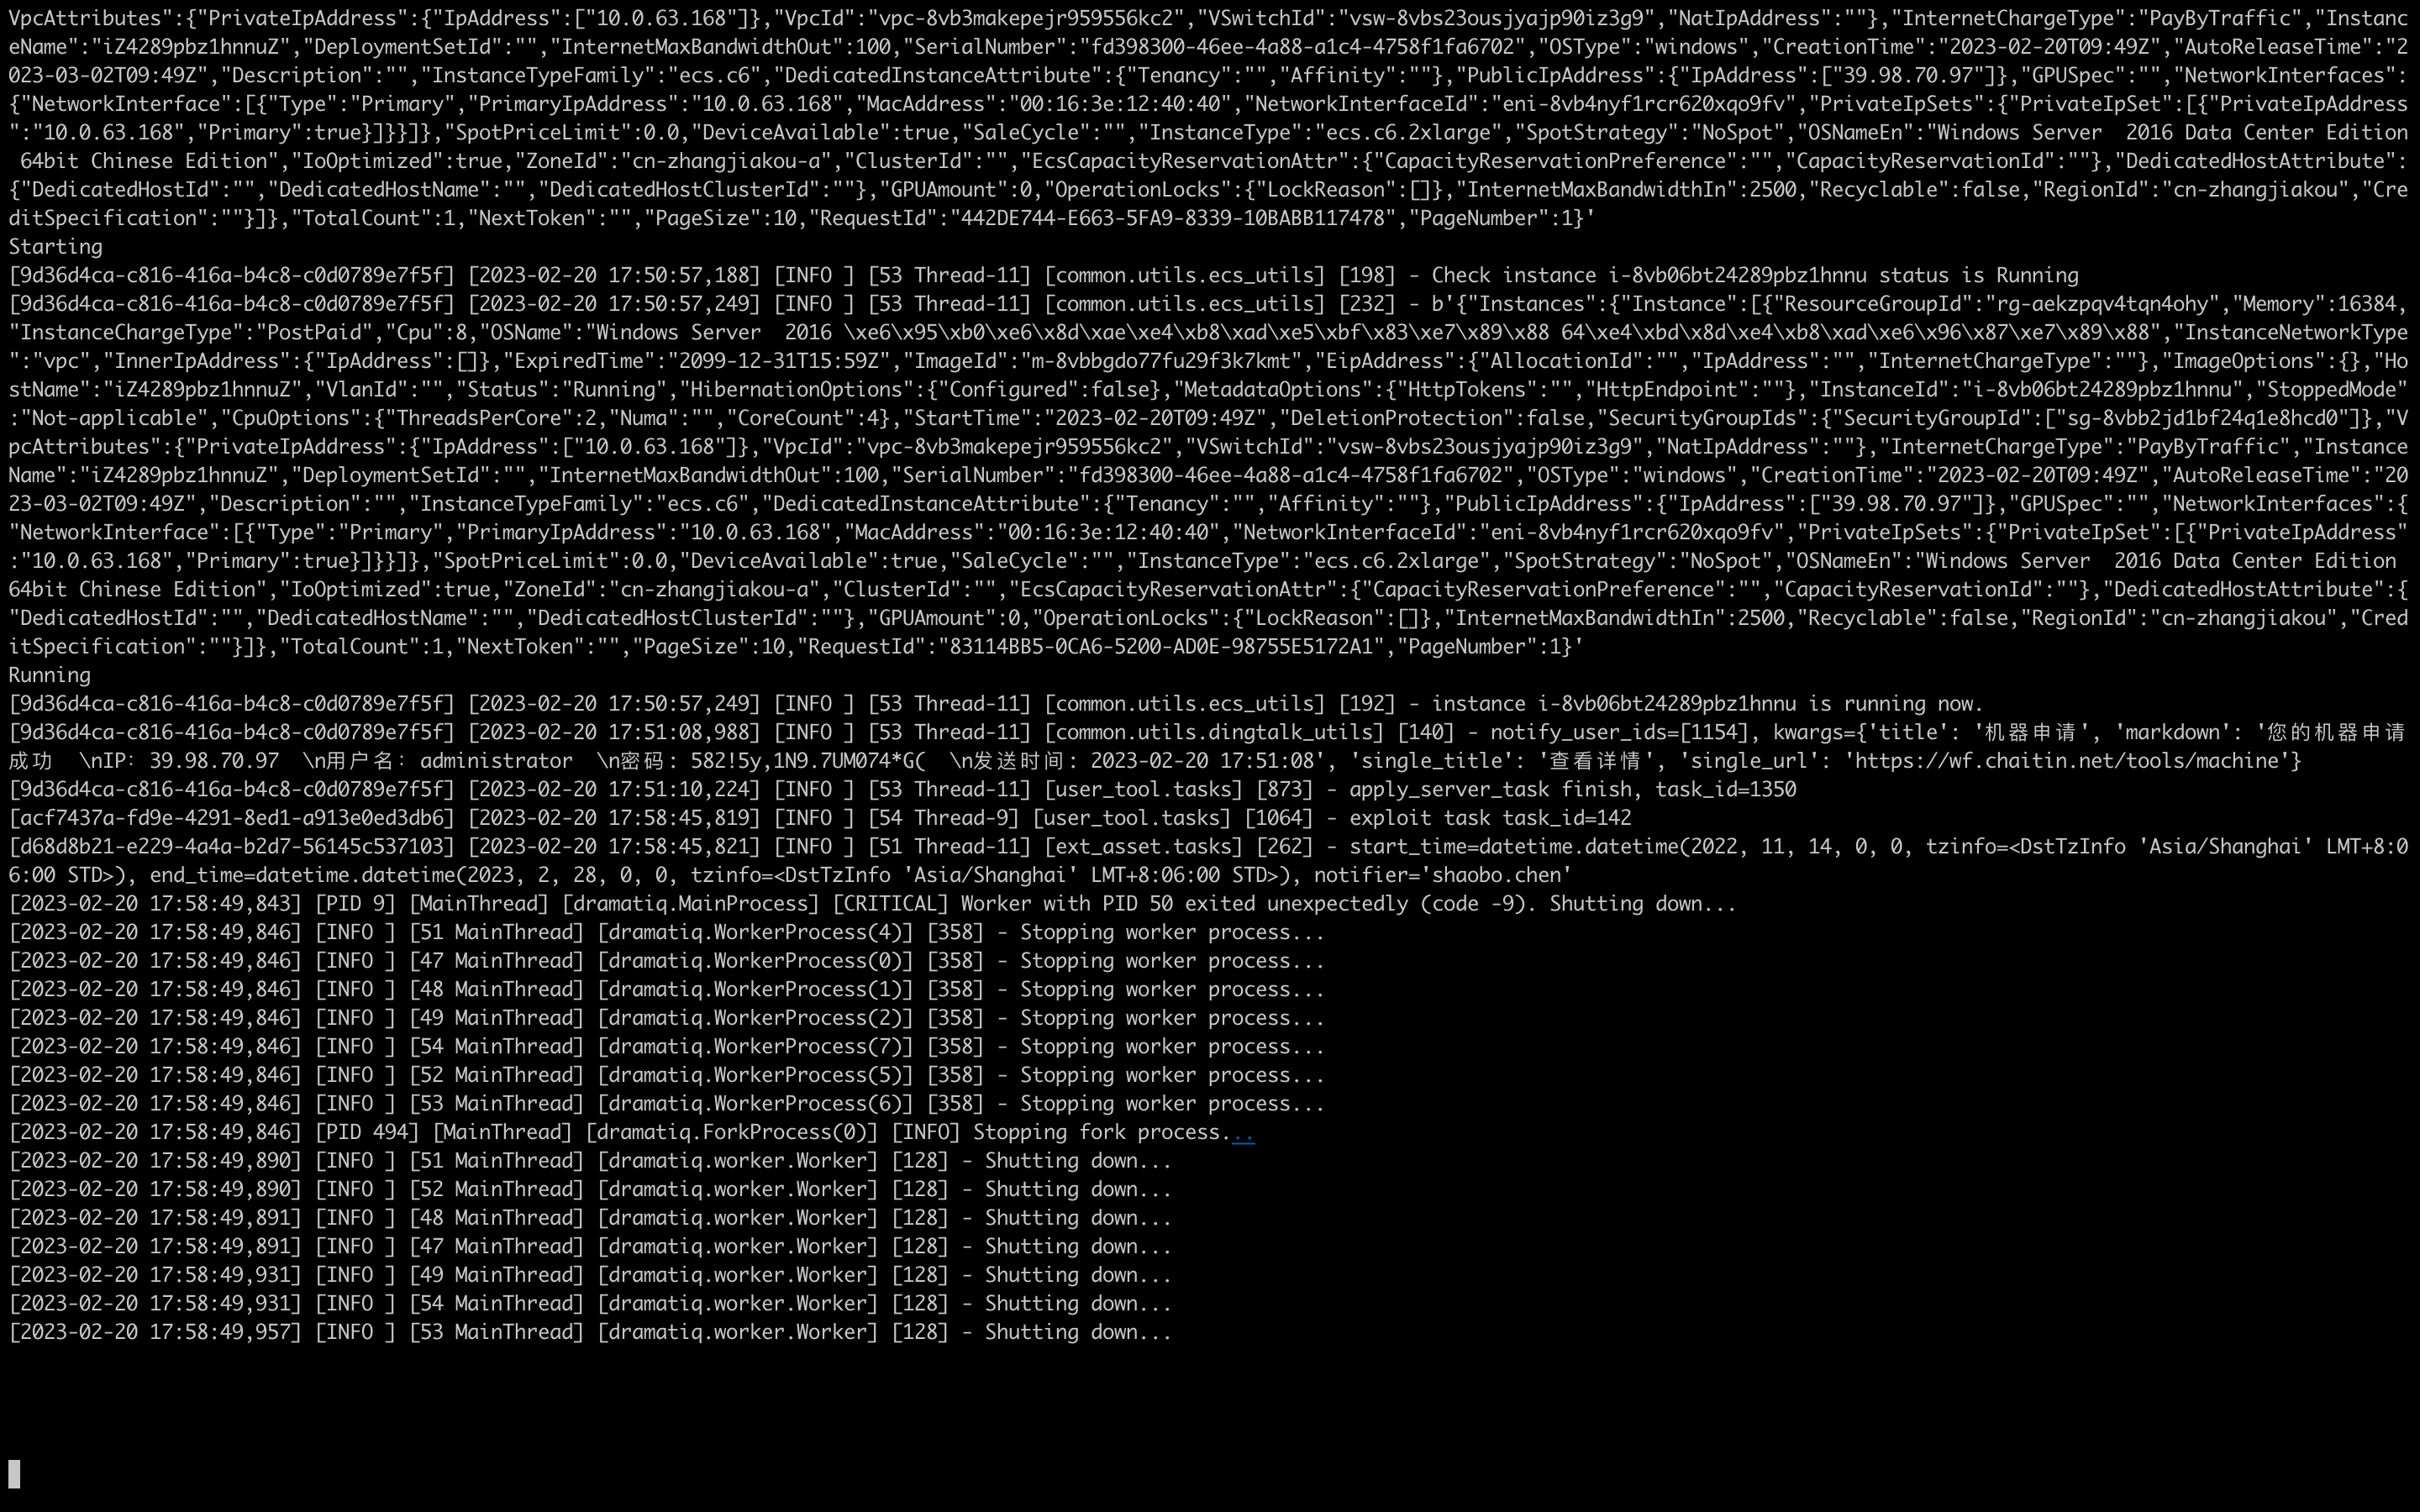 VpcAttributes":{"PrivateIpAddress":{"IpAddress":["10.0.63.168"]},"VpcId":"vpc-8vb3makepejr959556kc2","VSwitchId":"vsw-8vbs23ousjyajp90iz3g9","NatIpAddress":""},"InternetChargeType":"PayByTraffic","Instanc
eName":"iZ4289pbz1hnnuZ","DeploymentSetId":"","InternetMaxBandwidthOut":100,"SerialNumber":"fd398300-46ee-4a88-a1c4-4758f1fa6702","OSType":"windows","CreationTime":"2023-02-20T09:49Z","AutoReleaseTime":"2
023-03-02T09:49Z","Description":"","InstanceTypeFamily":"ecs.c6","DedicatedInstanceAttribute":{"Tenancy":"","Affinity":""},"PublicIpAddress":{"IpAddress":["39.98.70.97"]},"GPUSpec":"","NetworkInterfaces":
{"NetworkInterface":[{"Type":"Primary","PrimaryIpAddress":"10.0.63.168","MacAddress":"00:16:3e:12:40:40","NetworkInterfaceId":"eni-8vb4nyf1rcr620xqo9fv","PrivateIpSets":{"PrivateIpSet":[{"PrivateIpAddress
":"10.0.63.168","Primary":true}]}}]},"SpotPriceLimit":0.0,"DeviceAvailable":true,"SaleCycle":"","InstanceType":"ecs.c6.2xlarge","SpotStrategy":"NoSpot","OSNameEn":"Windows Server  2016 Data Center Edition
 64bit Chinese Edition","IoOptimized":true,"ZoneId":"cn-zhangjiakou-a","ClusterId":"","EcsCapacityReservationAttr":{"CapacityReservationPreference":"","CapacityReservationId":""},"DedicatedHostAttribute":
{"DedicatedHostId":"","DedicatedHostName":"","DedicatedHostClusterId":""},"GPUAmount":0,"OperationLocks":{"LockReason":[]},"InternetMaxBandwidthIn":2500,"Recyclable":false,"RegionId":"cn-zhangjiakou","Cre
ditSpecification":""}]},"TotalCount":1,"NextToken":"","PageSize":10,"RequestId":"442DE744-E663-5FA9-8339-10BABB117478","PageNumber":1}'
Starting
[9d36d4ca-c816-416a-b4c8-c0d0789e7f5f] [2023-02-20 17:50:57,188] [INFO ] [53 Thread-11] [common.utils.ecs_utils] [198] - Check instance i-8vb06bt24289pbz1hnnu status is Running
[9d36d4ca-c816-416a-b4c8-c0d0789e7f5f] [2023-02-20 17:50:57,249] [INFO ] [53 Thread-11] [common.utils.ecs_utils] [232] - b'{"Instances":{"Instance":[{"ResourceGroupId":"rg-aekzpqv4tqn4ohy","Memory":16384,
"InstanceChargeType":"PostPaid","Cpu":8,"OSName":"Windows Server  2016 \xe6\x95\xb0\xe6\x8d\xae\xe4\xb8\xad\xe5\xbf\x83\xe7\x89\x88 64\xe4\xbd\x8d\xe4\xb8\xad\xe6\x96\x87\xe7\x89\x88","InstanceNetworkType
":"vpc","InnerIpAddress":{"IpAddress":[]},"ExpiredTime":"2099-12-31T15:59Z","ImageId":"m-8vbbgdo77fu29f3k7kmt","EipAddress":{"AllocationId":"","IpAddress":"","InternetChargeType":""},"ImageOptions":{},"Ho
stName":"iZ4289pbz1hnnuZ","VlanId":"","Status":"Running","HibernationOptions":{"Configured":false},"MetadataOptions":{"HttpTokens":"","HttpEndpoint":""},"InstanceId":"i-8vb06bt24289pbz1hnnu","StoppedMode"
:"Not-applicable","CpuOptions":{"ThreadsPerCore":2,"Numa":"","CoreCount":4},"StartTime":"2023-02-20T09:49Z","DeletionProtection":false,"SecurityGroupIds":{"SecurityGroupId":["sg-8vbb2jd1bf24q1e8hcd0"]},"V
pcAttributes":{"PrivateIpAddress":{"IpAddress":["10.0.63.168"]},"VpcId":"vpc-8vb3makepejr959556kc2","VSwitchId":"vsw-8vbs23ousjyajp90iz3g9","NatIpAddress":""},"InternetChargeType":"PayByTraffic","Instance
Name":"iZ4289pbz1hnnuZ","DeploymentSetId":"","InternetMaxBandwidthOut":100,"SerialNumber":"fd398300-46ee-4a88-a1c4-4758f1fa6702","OSType":"windows","CreationTime":"2023-02-20T09:49Z","AutoReleaseTime":"20
23-03-02T09:49Z","Description":"","InstanceTypeFamily":"ecs.c6","DedicatedInstanceAttribute":{"Tenancy":"","Affinity":""},"PublicIpAddress":{"IpAddress":["39.98.70.97"]},"GPUSpec":"","NetworkInterfaces":{
"NetworkInterface":[{"Type":"Primary","PrimaryIpAddress":"10.0.63.168","MacAddress":"00:16:3e:12:40:40","NetworkInterfaceId":"eni-8vb4nyf1rcr620xqo9fv","PrivateIpSets":{"PrivateIpSet":[{"PrivateIpAddress"
:"10.0.63.168","Primary":true}]}}]},"SpotPriceLimit":0.0,"DeviceAvailable":true,"SaleCycle":"","InstanceType":"ecs.c6.2xlarge","SpotStrategy":"NoSpot","OSNameEn":"Windows Server  2016 Data Center Edition 
64bit Chinese Edition","IoOptimized":true,"ZoneId":"cn-zhangjiakou-a","ClusterId":"","EcsCapacityReservationAttr":{"CapacityReservationPreference":"","CapacityReservationId":""},"DedicatedHostAttribute":{
"DedicatedHostId":"","DedicatedHostName":"","DedicatedHostClusterId":""},"GPUAmount":0,"OperationLocks":{"LockReason":[]},"InternetMaxBandwidthIn":2500,"Recyclable":false,"RegionId":"cn-zhangjiakou","Cred
itSpecification":""}]},"TotalCount":1,"NextToken":"","PageSize":10,"RequestId":"83114BB5-0CA6-5200-AD0E-98755E5172A1","PageNumber":1}'
Running
[9d36d4ca-c816-416a-b4c8-c0d0789e7f5f] [2023-02-20 17:50:57,249] [INFO ] [53 Thread-11] [common.utils.ecs_utils] [192] - instance i-8vb06bt24289pbz1hnnu is running now.
[9d36d4ca-c816-416a-b4c8-c0d0789e7f5f] [2023-02-20 17:51:08,988] [INFO ] [53 Thread-11] [common.utils.dingtalk_utils] [140] - notify_user_ids=[1154], kwargs={'title': '机器申请', 'markdown': '您的机器申请
成功  \nIP: 39.98.70.97  \n用户名: administrator  \n密码: 582!5y,1N9.7UM074*G(  \n发送时间: 2023-02-20 17:51:08', 'single_title': '查看详情', 'single_url': 'https://wf.chaitin.net/tools/machine'}
[9d36d4ca-c816-416a-b4c8-c0d0789e7f5f] [2023-02-20 17:51:10,224] [INFO ] [53 Thread-11] [user_tool.tasks] [873] - apply_server_task finish, task_id=1350
[acf7437a-fd9e-4291-8ed1-a913e0ed3db6] [2023-02-20 17:58:45,819] [INFO ] [54 Thread-9] [user_tool.tasks] [1064] - exploit task task_id=142
[d68d8b21-e229-4a4a-b2d7-56145c537103] [2023-02-20 17:58:45,821] [INFO ] [51 Thread-11] [ext_asset.tasks] [262] - start_time=datetime.datetime(2022, 11, 14, 0, 0, tzinfo=<DstTzInfo 'Asia/Shanghai' LMT+8:0
6:00 STD>), end_time=datetime.datetime(2023, 2, 28, 0, 0, tzinfo=<DstTzInfo 'Asia/Shanghai' LMT+8:06:00 STD>), notifier='shaobo.chen'
[2023-02-20 17:58:49,843] [PID 9] [MainThread] [dramatiq.MainProcess] [CRITICAL] Worker with PID 50 exited unexpectedly (code -9). Shutting down...
[2023-02-20 17:58:49,846] [INFO ] [51 MainThread] [dramatiq.WorkerProcess(4)] [358] - Stopping worker process...
[2023-02-20 17:58:49,846] [INFO ] [47 MainThread] [dramatiq.WorkerProcess(0)] [358] - Stopping worker process...
[2023-02-20 17:58:49,846] [INFO ] [48 MainThread] [dramatiq.WorkerProcess(1)] [358] - Stopping worker process...
[2023-02-20 17:58:49,846] [INFO ] [49 MainThread] [dramatiq.WorkerProcess(2)] [358] - Stopping worker process...
[2023-02-20 17:58:49,846] [INFO ] [54 MainThread] [dramatiq.WorkerProcess(7)] [358] - Stopping worker process...
[2023-02-20 17:58:49,846] [INFO ] [52 MainThread] [dramatiq.WorkerProcess(5)] [358] - Stopping worker process...
[2023-02-20 17:58:49,846] [INFO ] [53 MainThread] [dramatiq.WorkerProcess(6)] [358] - Stopping worker process...
[2023-02-20 17:58:49,846] [PID 494] [MainThread] [dramatiq.ForkProcess(0)] [INFO] Stopping fork process...
[2023-02-20 17:58:49,890] [INFO ] [51 MainThread] [dramatiq.worker.Worker] [128] - Shutting down...
[2023-02-20 17:58:49,890] [INFO ] [52 MainThread] [dramatiq.worker.Worker] [128] - Shutting down...
[2023-02-20 17:58:49,891] [INFO ] [48 MainThread] [dramatiq.worker.Worker] [128] - Shutting down...
[2023-02-20 17:58:49,891] [INFO ] [47 MainThread] [dramatiq.worker.Worker] [128] - Shutting down...
[2023-02-20 17:58:49,931] [INFO ] [49 MainThread] [dramatiq.worker.Worker] [128] - Shutting down...
[2023-02-20 17:58:49,931] [INFO ] [54 MainThread] [dramatiq.worker.Worker] [128] - Shutting down...
[2023-02-20 17:58:49,957] [INFO ] [53 MainThread] [dramatiq.worker.Worker] [128] - Shutting down...